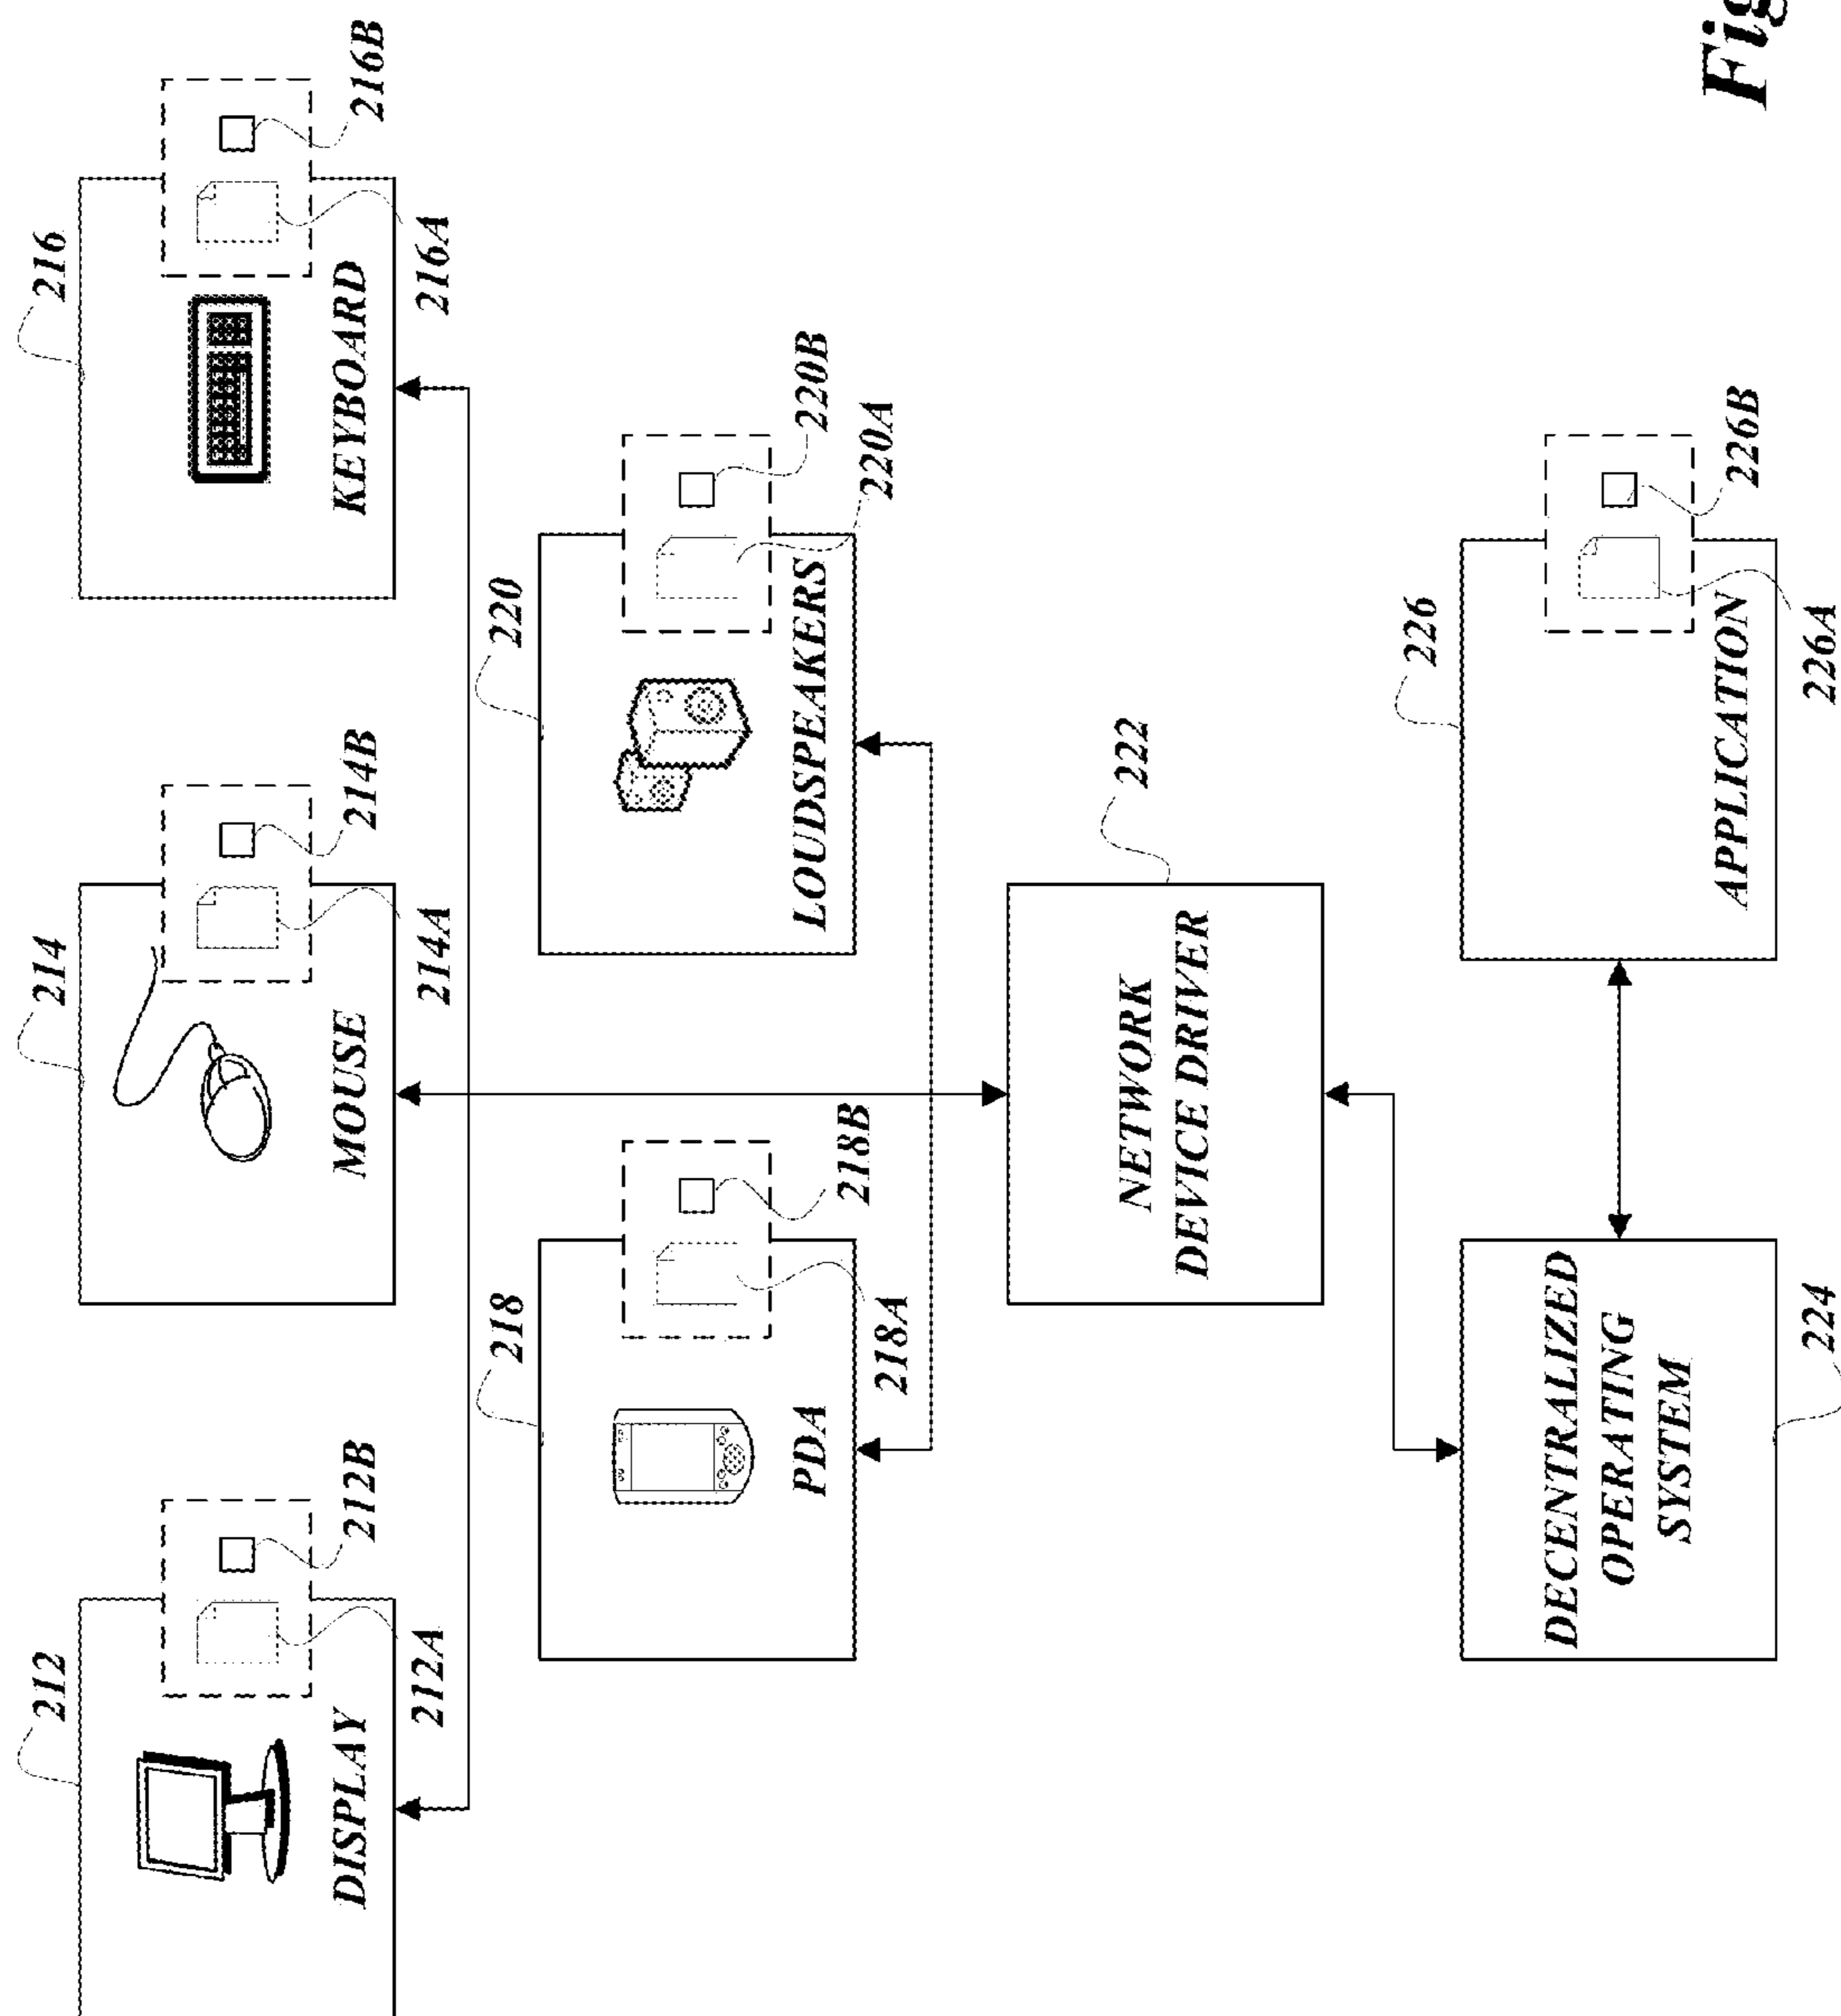 212
DISPLAY
212A
212B
214
MOUSE
214A
214B
216
KEYBOARD
216A
216B
218
PDA
218A
218B
220
LOUDSPEAKERS
220A
220B
NETWORK
DEVICE DRIVER
222
DECENTRALIZED
OPERATING
SYSTEM
224
226
APPLICATION
226A
226B
Fig